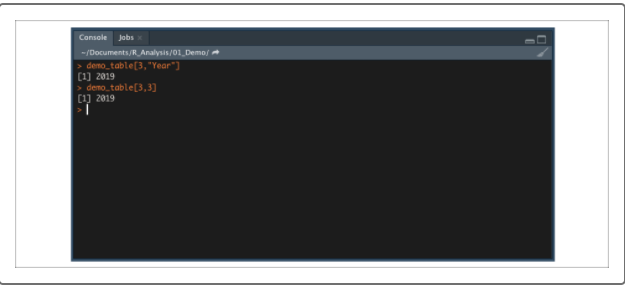 Console Jobs ×
~/Documents/R_Analysis/01_Demo/
> demo_table[3,"Year"]
[1] 2019
> demo_table[3,3]
[1] 2019
>